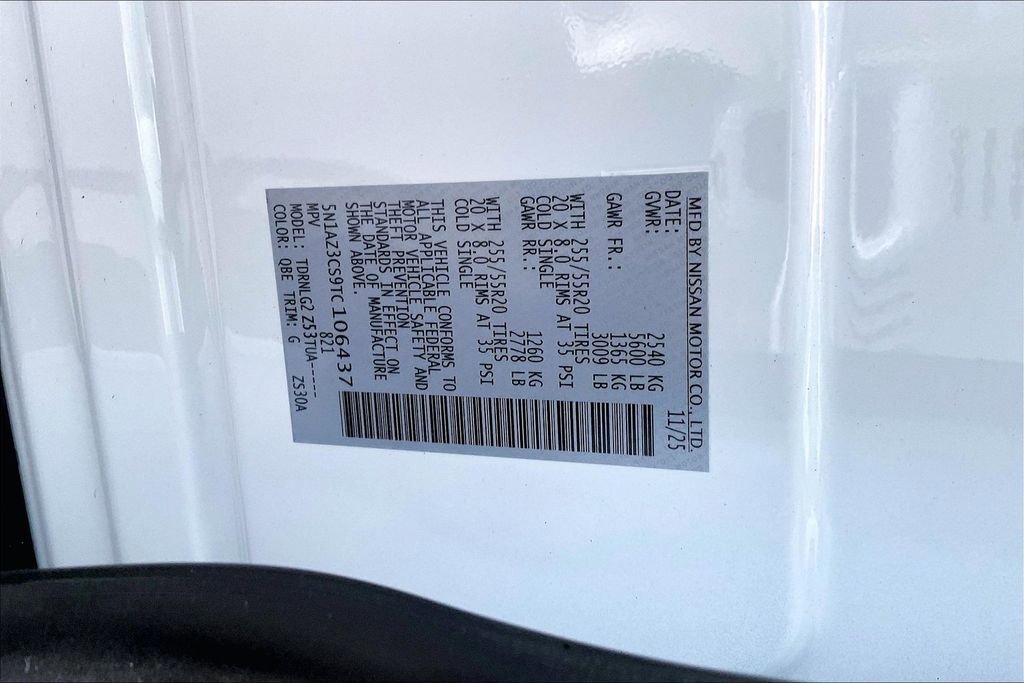 MFD BY NISSAN MOTOR CO., LTD.
DATE: 11/25
GVWR: 2540 KG
5600 LB
GAWR FR.: 1365 KG
3009 LB
WITH 255/55R20 TIRES
20 X 8.0 RIMS AT 35 PSI
COLD SINGLE
GAWR RR.: 1260 KG
2778 LB
WITH 255/55R20 TIRES
20 X 8.0 RIMS AT 35 PSI
COLD SINGLE
THIS VEHICLE CONFORMS TO
ALL APPLICABLE FEDERAL
MOTOR VEHICLE SAFETY AND
THEFT PREVENTION
STANDARDS IN EFFECT ON
THE DATE OF MANUFACTURE
SHOWN ABOVE.
5N1AZ3CS9TC106437
MPV 821
MODEL: TDRNLG2 Z53TUA-----
COLOR: QBE TRIM: G Z530A